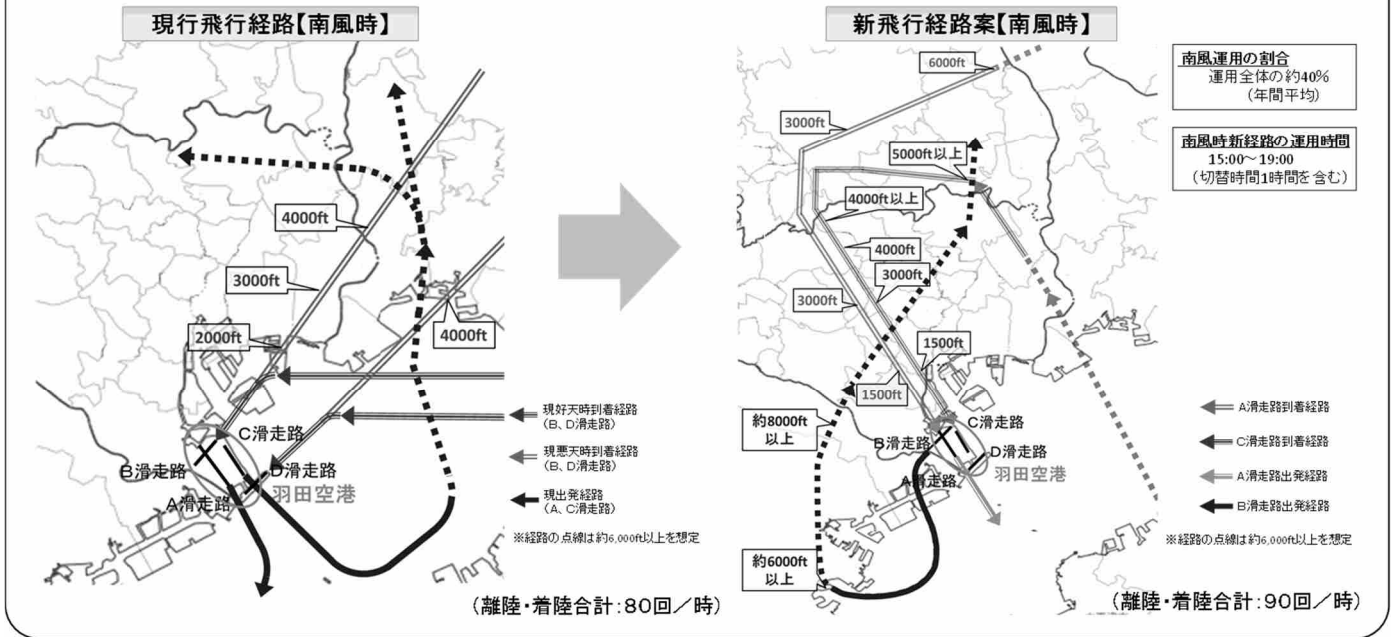 現行飛行経路【南風時】
4000ft
3000ft
2000ft
4000ft
C滑走路
B滑走路
D滑走路
羽田空港
A滑走路
現好天時到着経路
(B、D滑走路)
現悪天時到着経路
(B、D滑走路)
現出発経路
(A、C滑走路)
※経路の点線は約6,000ft以上を想定
(離陸・着陸合計:80回/時)
新飛行経路案【南風時】
6000ft
3000ft
5000ft以上
4000ft以上
4000ft
3000ft
3000ft
1500ft
1500ft
約8000ft
以上
C滑走路
B滑走路
D滑走路
羽田空港
A滑走路
約6000ft
以上
南風運用の割合
運用全体の約40%
(年間平均)
南風時新経路の運用時間
15:00~19:00
(切替時間1時間を含む)
A滑走路到着経路
C滑走路到着経路
A滑走路出発経路
B滑走路出発経路
※経路の点線は約6,000ft以上を想定
(離陸・着陸合計:90回/時)